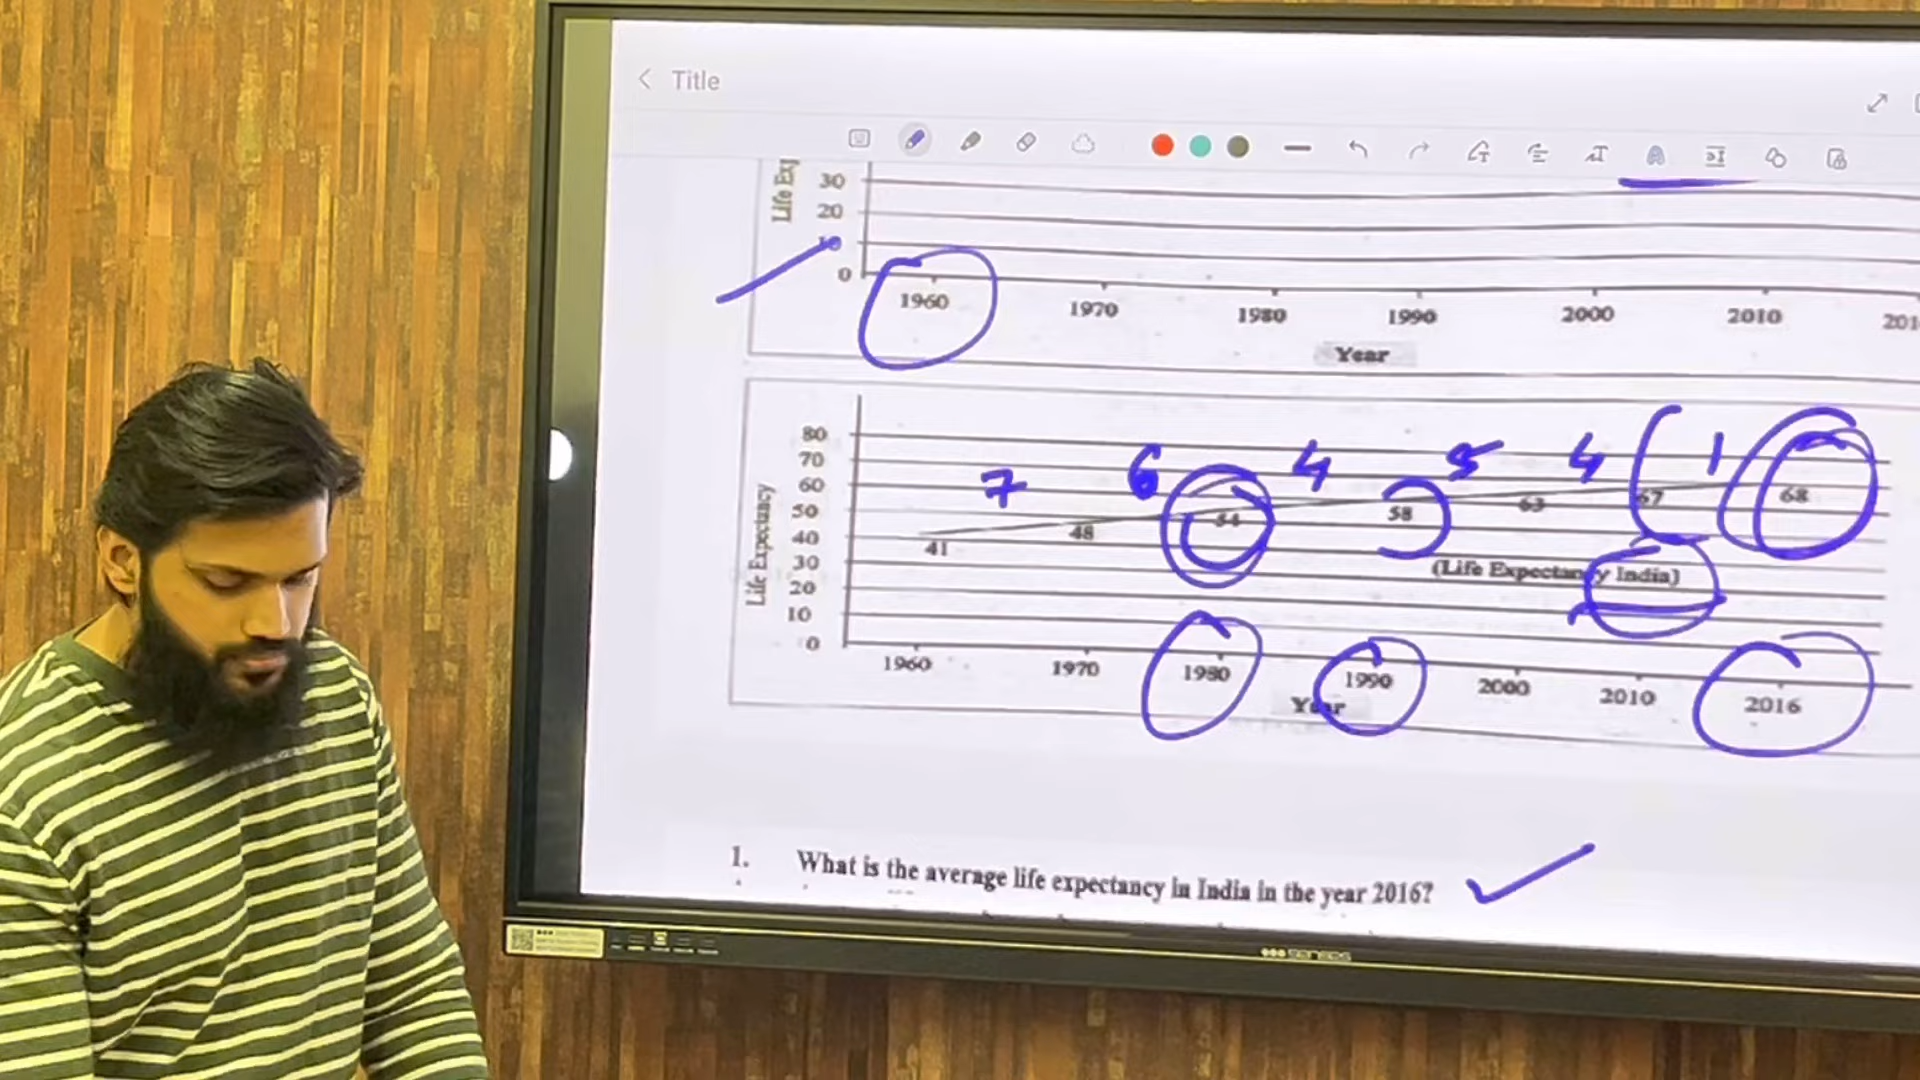 Title
Life Exp
30
20
10
0
1960 1970 1980 1990 2000 2010 201
Year
Life Expectancy
80
70
60
50
40
30
20
10
0
7 6 4 5 4 1
41 48 54 58 63 67 68
(Life Expectancy India)
1960 1970 1980 1990 2000 2010 2016
Year
1. What is the average life expectancy in India in the year 2016?